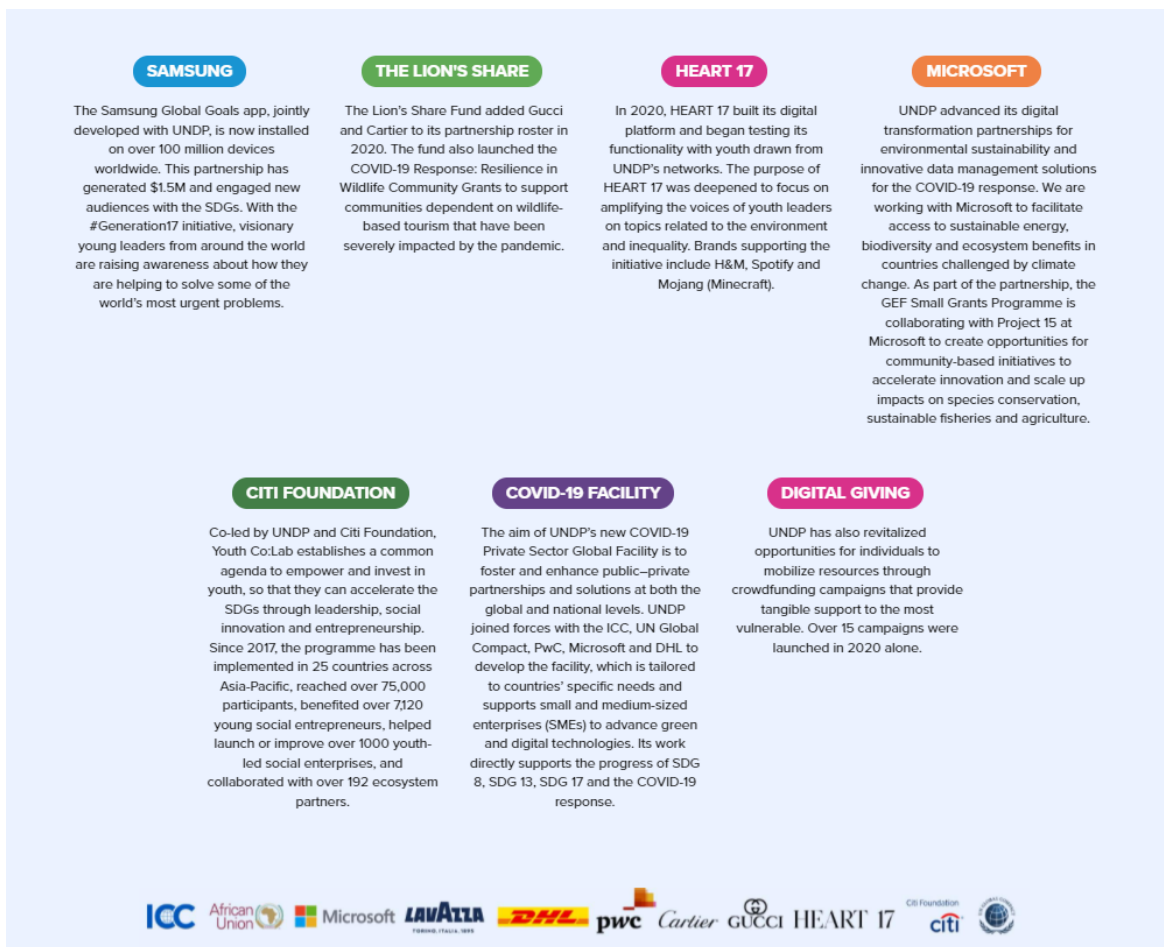 SAMSUNG
The Samsung Global Goals app, jointly
developed with UNDP, is now installed
on over 100 million devices
worldwide. This partnership has
generated $1.5M and engaged new
audiences with the SDGs. With the
#Generation17 initiative, visionary
young leaders from around the world
are raising awareness about how they
are helping to solve some of the
world's most urgent problems.
THE LION'S SHARE
The Lion's Share Fund added Gucci
and Cartier to its partnership roster in
2020. The fund also launched the
COVID-19 Response: Resilience in
Wildlife Community Grants to support
communities dependent on wildlife-
based tourism that have been
severely impacted by the pandemic.
HEART 17
In 2020, HEART 17 built its digital
platform and began testing its
functionality with youth drawn from
UNDP's networks. The purpose of
HEART 17 was deepened to focus on
amplifying the voices of youth leaders
on topics related to the environment
and inequality. Brands supporting the
initiative include H&M, Spotify and
Mojang (Minecraft).
MICROSOFT
UNDP advanced its digital
transformation partnerships for
environmental sustainability and
innovative data management solutions
for the COVID-19 response. We are
working with Microsoft to facilitate
access to sustainable energy,
biodiversity and ecosystem benefits in
countries challenged by climate
change. As part of the partnership, the
GEF Small Grants Programme is
collaborating with Project 15 at
Microsoft to create opportunities for
community-based initiatives to
accelerate innovation and scale up
impacts on species conservation,
sustainable fisheries and agriculture.
CITI FOUNDATION
Co-led by UNDP and Citi Foundation,
Youth Co:Lab establishes a common
agenda to empower and invest in
youth, so that they can accelerate the
SDGs through leadership, social
innovation and entrepreneurship.
Since 2017, the programme has been
implemented in 25 countries across
Asia-Pacific, reached over 75,000
participants, benefited over 7,120
young social entrepreneurs, helped
launch or improve over 1000 youth-
led social enterprises, and
collaborated with over 192 ecosystem
partners.
COVID-19 FACILITY
The aim of UNDP's new COVID-19
Private Sector Global Facility is to
foster and enhance public–private
partnerships and solutions at both the
global and national levels. UNDP
joined forces with the ICC, UN Global
Compact, PwC, Microsoft and DHL to
develop the facility, which is tailored
to countries' specific needs and
supports small and medium-sized
enterprises (SMEs) to advance green
and digital technologies. Its work
directly supports the progress of SDG
8, SDG 13, SDG 17 and the COVID-19
response.
DIGITAL GIVING
UNDP has also revitalized
opportunities for individuals to
mobilize resources through
crowdfunding campaigns that provide
tangible support to the most
vulnerable. Over 15 campaigns were
launched in 2020 alone.
ICC
African
Union
Microsoft
LAVAZZA
TORINO, ITALIA, 1895
DHL
pwc
Cartier
GUCCI
HEART 17
Citi Foundation
citi